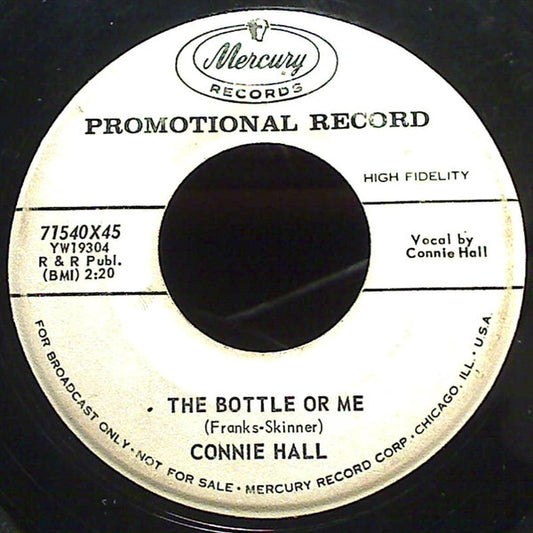 Mercury
RECORDS
PROMOTIONAL RECORD
HIGH FIDELITY
71540X45
YW19304
R & R Publ.
(BMI) 2:20
Vocal by
Connie Hall
THE BOTTLE OR ME
(Franks-Skinner)
CONNIE HALL
FOR BROADCAST ONLY • NOT FOR SALE • MERCURY RECORD CORP. • CHICAGO, ILL. • U.S.A.